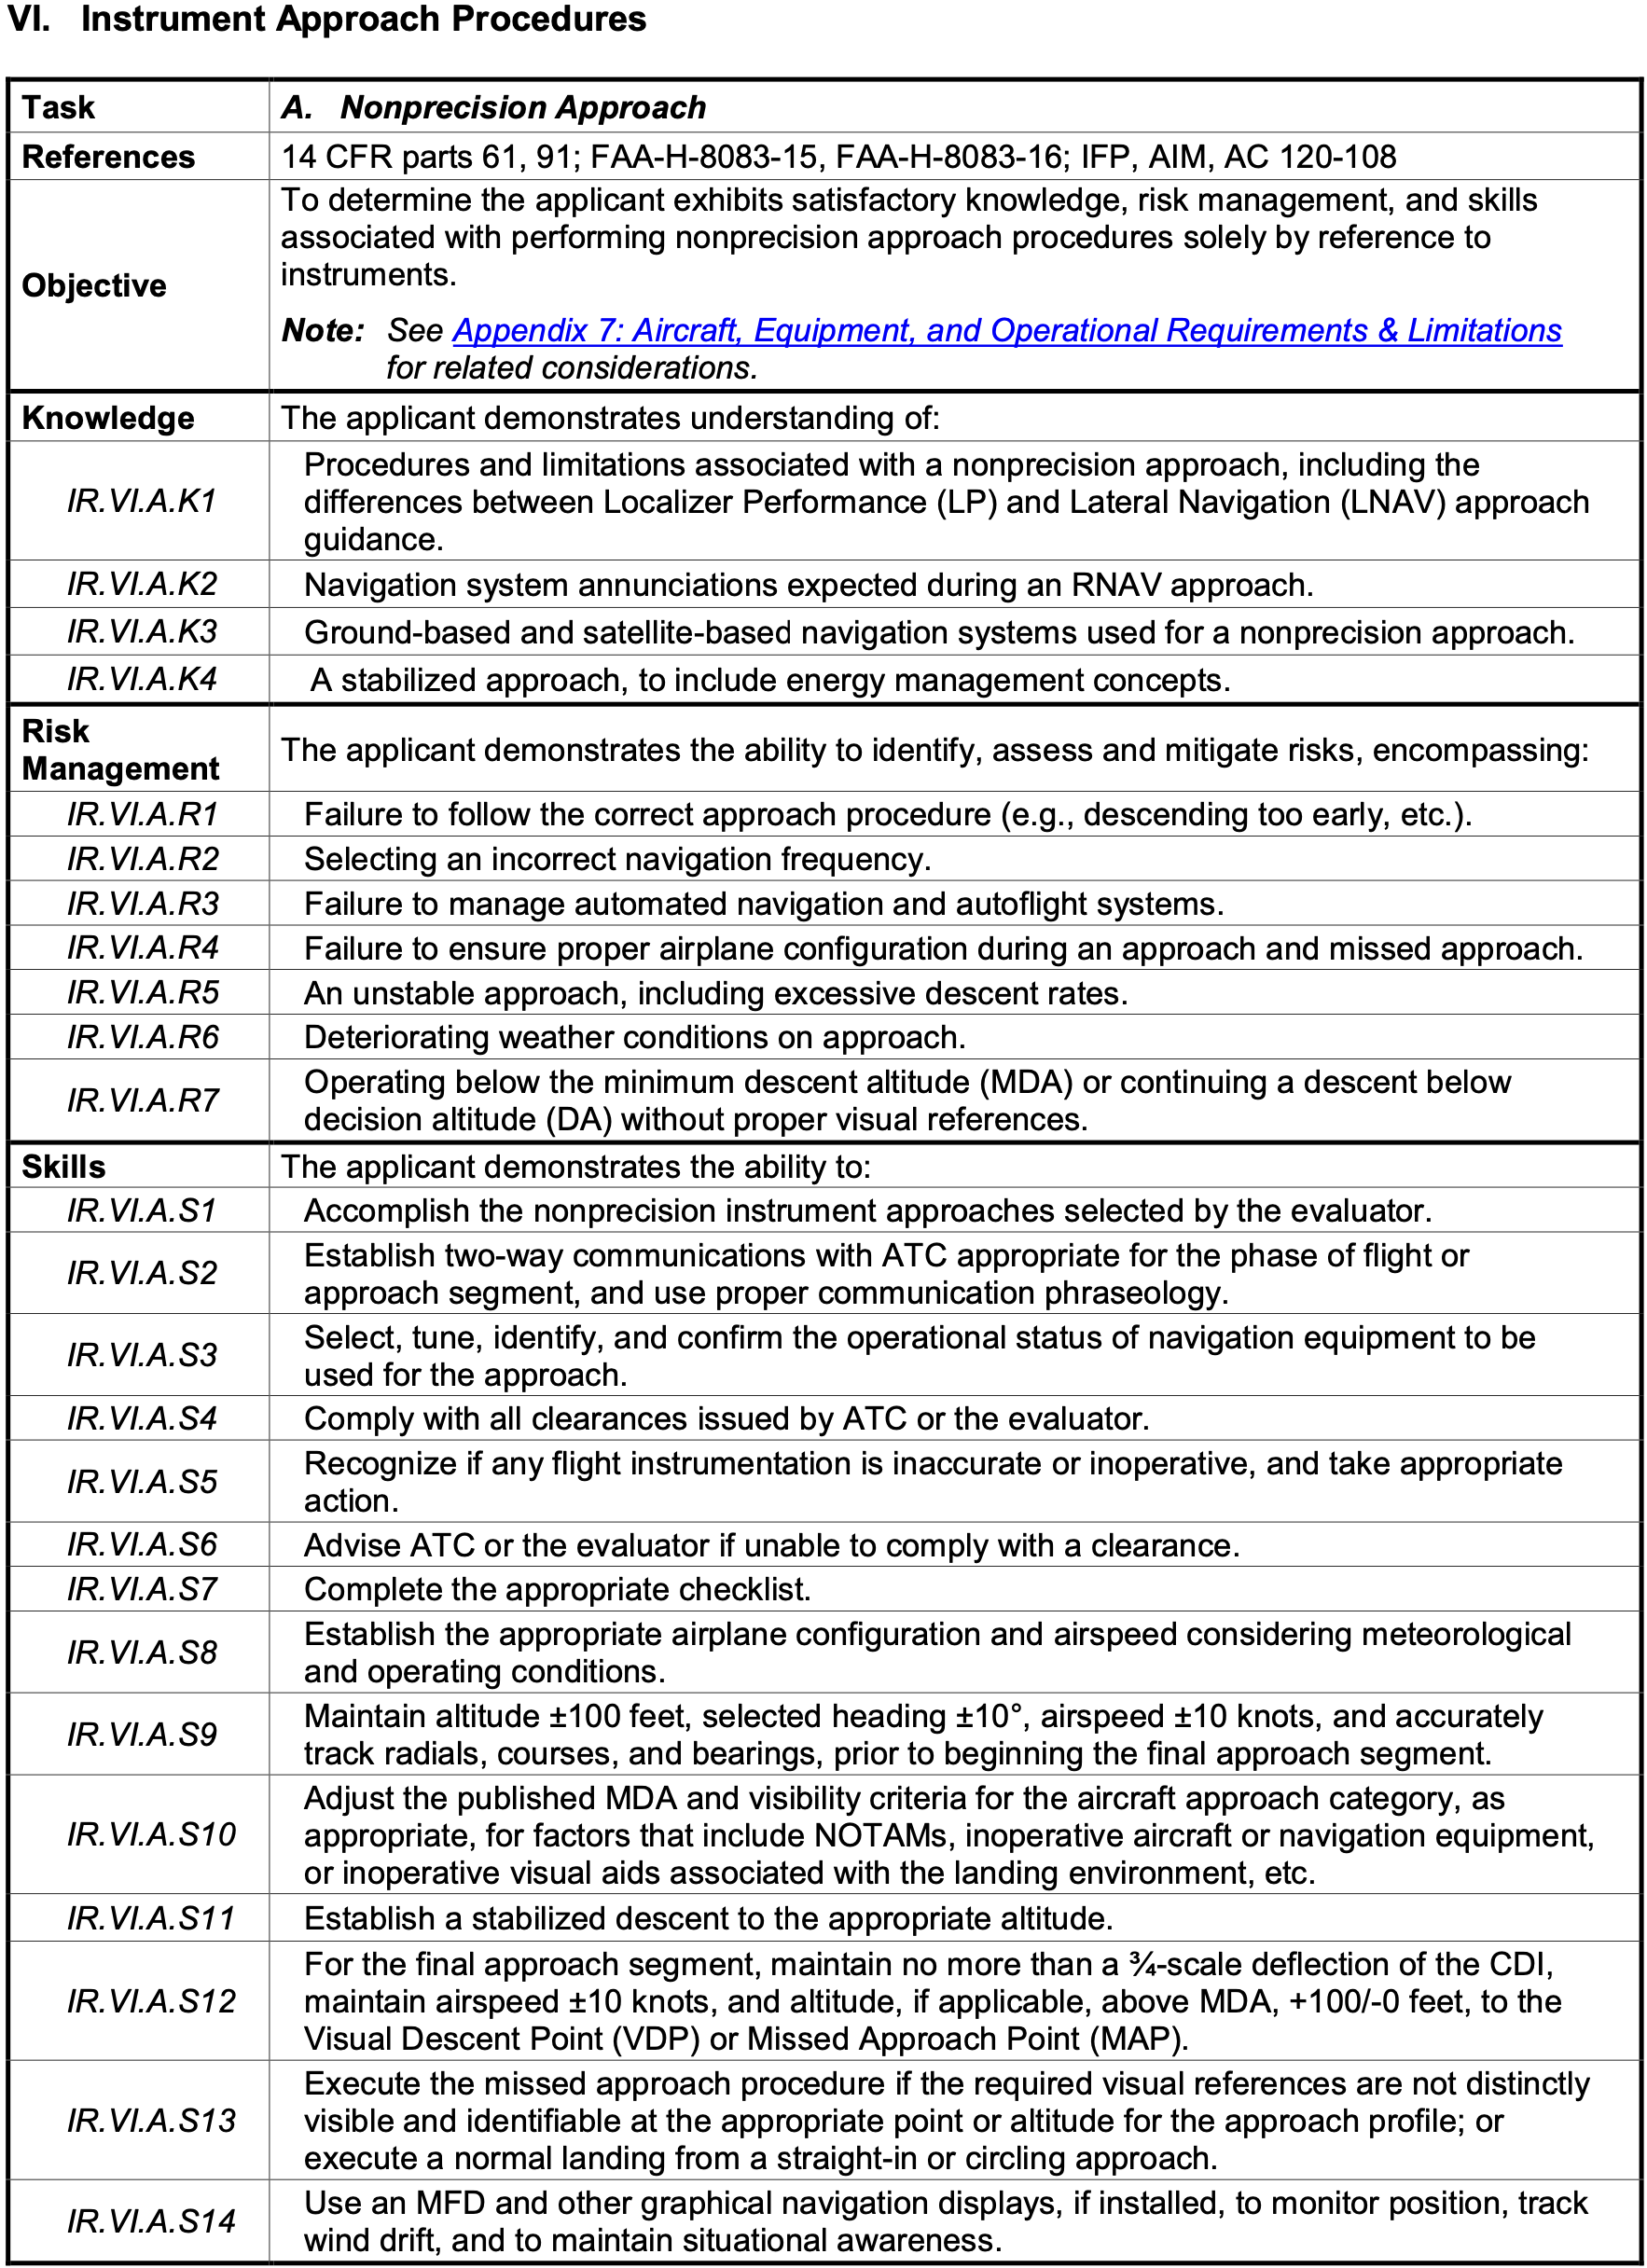 VI. Instrument Approach Procedures
Task A. Nonprecision Approach
References 14 CFR parts 61, 91; FAA-H-8083-15, FAA-H-8083-16; IFP, AIM, AC 120-108
Objective
To determine the applicant exhibits satisfactory knowledge, risk management, and skills
associated with performing nonprecision approach procedures solely by reference to
instruments.
Note: See Appendix 7: Aircraft, Equipment, and Operational Requirements & Limitations
for related considerations.
Knowledge The applicant demonstrates understanding of:
IR.VI.A.K1
Procedures and limitations associated with a nonprecision approach, including the
differences between Localizer Performance (LP) and Lateral Navigation (LNAV) approach
guidance.
IR.VI.A.K2 Navigation system annunciations expected during an RNAV approach.
IR.VI.A.K3 Ground-based and satellite-based navigation systems used for a nonprecision approach.
IR.VI.A.K4 A stabilized approach, to include energy management concepts.
Risk
Management
The applicant demonstrates the ability to identify, assess and mitigate risks, encompassing:
IR.VI.A.R1 Failure to follow the correct approach procedure (e.g., descending too early, etc.).
IR.VI.A.R2 Selecting an incorrect navigation frequency.
IR.VI.A.R3 Failure to manage automated navigation and autoflight systems.
IR.VI.A.R4 Failure to ensure proper airplane configuration during an approach and missed approach.
IR.VI.A.R5 An unstable approach, including excessive descent rates.
IR.VI.A.R6 Deteriorating weather conditions on approach.
IR.VI.A.R7
Operating below the minimum descent altitude (MDA) or continuing a descent below
decision altitude (DA) without proper visual references.
Skills The applicant demonstrates the ability to:
IR.VI.A.S1 Accomplish the nonprecision instrument approaches selected by the evaluator.
IR.VI.A.S2
Establish two-way communications with ATC appropriate for the phase of flight or
approach segment, and use proper communication phraseology.
IR.VI.A.S3
Select, tune, identify, and confirm the operational status of navigation equipment to be
used for the approach.
IR.VI.A.S4 Comply with all clearances issued by ATC or the evaluator.
IR.VI.A.S5
Recognize if any flight instrumentation is inaccurate or inoperative, and take appropriate
action.
IR.VI.A.S6 Advise ATC or the evaluator if unable to comply with a clearance.
IR.VI.A.S7 Complete the appropriate checklist.
IR.VI.A.S8
Establish the appropriate airplane configuration and airspeed considering meteorological
and operating conditions.
IR.VI.A.S9
Maintain altitude ±100 feet, selected heading ±10°, airspeed ±10 knots, and accurately
track radials, courses, and bearings, prior to beginning the final approach segment.
IR.VI.A.S10
Adjust the published MDA and visibility criteria for the aircraft approach category, as
appropriate, for factors that include NOTAMs, inoperative aircraft or navigation equipment,
or inoperative visual aids associated with the landing environment, etc.
IR.VI.A.S11 Establish a stabilized descent to the appropriate altitude.
IR.VI.A.S12
For the final approach segment, maintain no more than a ¾-scale deflection of the CDI,
maintain airspeed ±10 knots, and altitude, if applicable, above MDA, +100/-0 feet, to the
Visual Descent Point (VDP) or Missed Approach Point (MAP).
IR.VI.A.S13
Execute the missed approach procedure if the required visual references are not distinctly
visible and identifiable at the appropriate point or altitude for the approach profile; or
execute a normal landing from a straight-in or circling approach.
IR.VI.A.S14
Use an MFD and other graphical navigation displays, if installed, to monitor position, track
wind drift, and to maintain situational awareness.